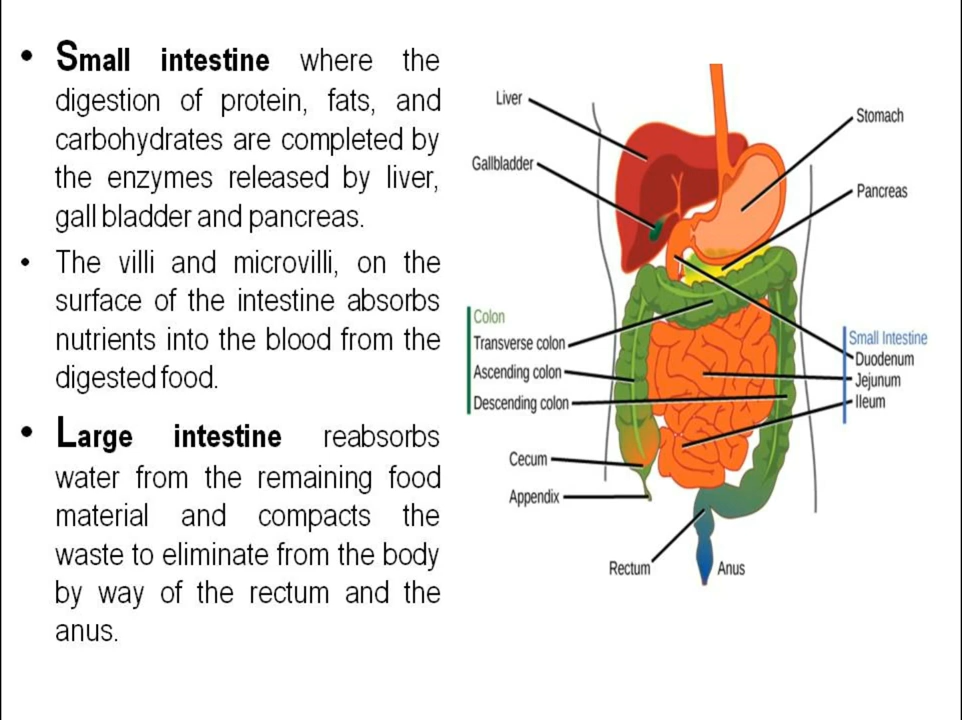 • Small intestine where the
digestion of protein, fats, and
carbohydrates are completed by
the enzymes released by liver,
gall bladder and pancreas.
• The villi and microvilli, on the
surface of the intestine absorbs
nutrients into the blood from the
digested food.
• Large intestine reabsorbs
water from the remaining food
material and compacts the
waste to eliminate from the body
by way of the rectum and the
anus.
Liver
Gallbladder
Stomach
Pancreas
Colon
Transverse colon
Ascending colon
Descending colon
Small Intestine
Duodenum
Jejunum
Ileum
Cecum
Appendix
Rectum
Anus